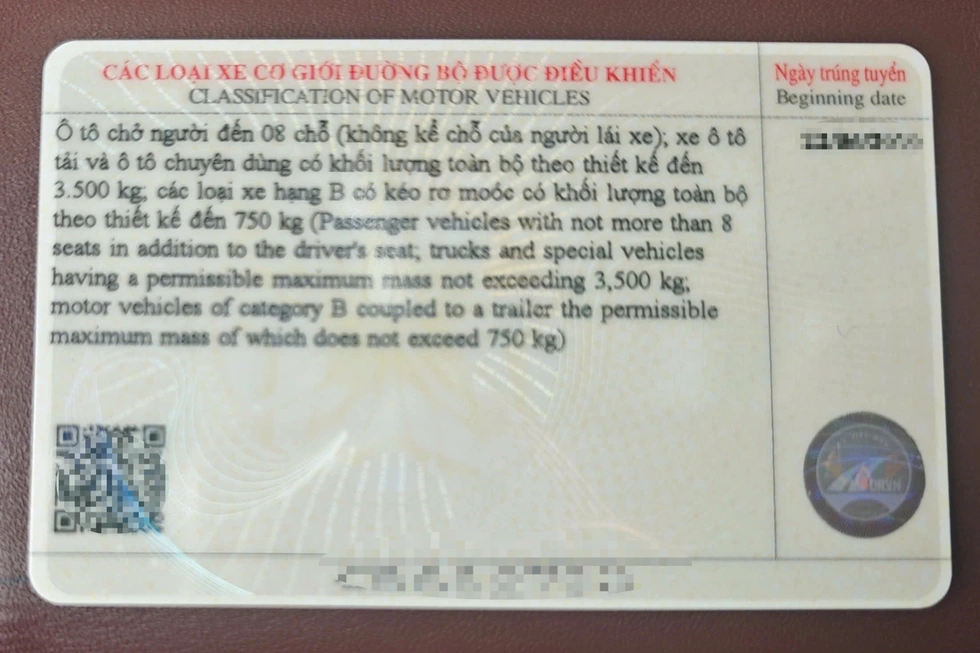 CÁC LOẠI XE CƠ GIỚI ĐƯỜNG BỘ ĐƯỢC ĐIỀU KHIỂN
CLASSIFICATION OF MOTOR VEHICLES
Ngày trúng tuyển
Beginning date
Ô tô chở người đến 08 chỗ (không kể chỗ của người lái xe); xe ô tô
tải và ô tô chuyên dùng có khối lượng toàn bộ theo thiết kế đến
3.500 kg; các loại xe hạng B có kéo rơ moóc có khối lượng toàn bộ
theo thiết kế đến 750 kg (Passenger vehicles with not more than 8
seats in addition to the driver's seat; trucks and special vehicles
having a permissible maximum mass not exceeding 3,500 kg;
motor vehicles of category B coupled to a trailer the permissible
maximum mass of which does not exceed 750 kg)
DRVN